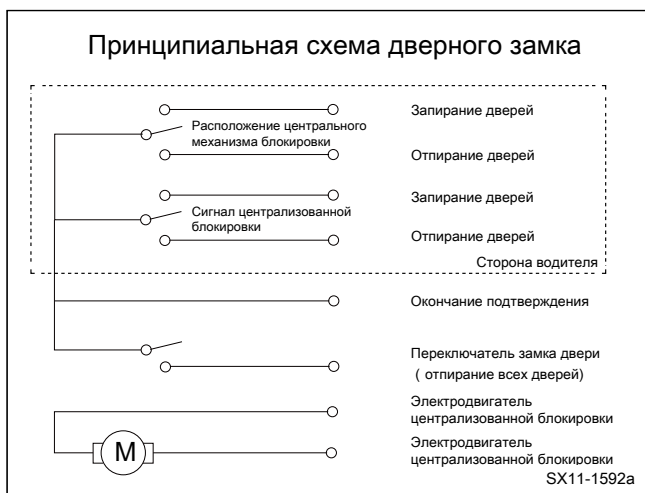 Принципиальная схема дверного замка
Запирание дверей
Расположение центрального
механизма блокировки
Отпирание дверей
Запирание дверей
Сигнал централизованной
блокировки
Отпирание дверей
Сторона водителя
Окончание подтверждения
Переключатель замка двери
( отпирание всех дверей)
Электродвигатель
централизованной блокировки
M
Электродвигатель
централизованной блокировки
SX11-1592a